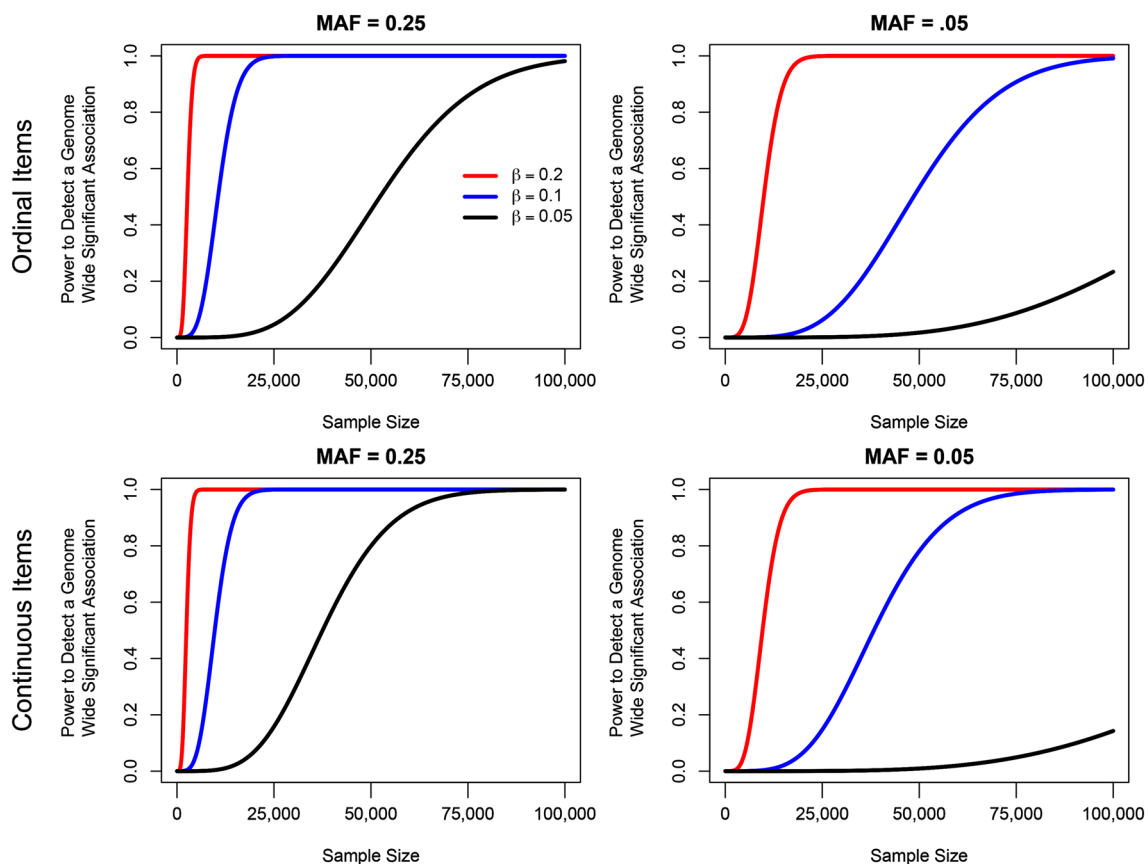 MAF = 0.25
Ordinal Items
Power to Detect a Genome
Wide Significant Association
1.0
0.8
0.6
0.4
0.2
0.0
β = 0.2
β = 0.1
β = 0.05
0 25,000 50,000 75,000 100,000
Sample Size
MAF = .05
Power to Detect a Genome
Wide Significant Association
1.0
0.8
0.6
0.4
0.2
0.0
0 25,000 50,000 75,000 100,000
Sample Size
MAF = 0.25
Continuous Items
Power to Detect a Genome
Wide Significant Association
1.0
0.8
0.6
0.4
0.2
0.0
0 25,000 50,000 75,000 100,000
Sample Size
MAF = 0.05
Power to Detect a Genome
Wide Significant Association
1.0
0.8
0.6
0.4
0.2
0.0
0 25,000 50,000 75,000 100,000
Sample Size